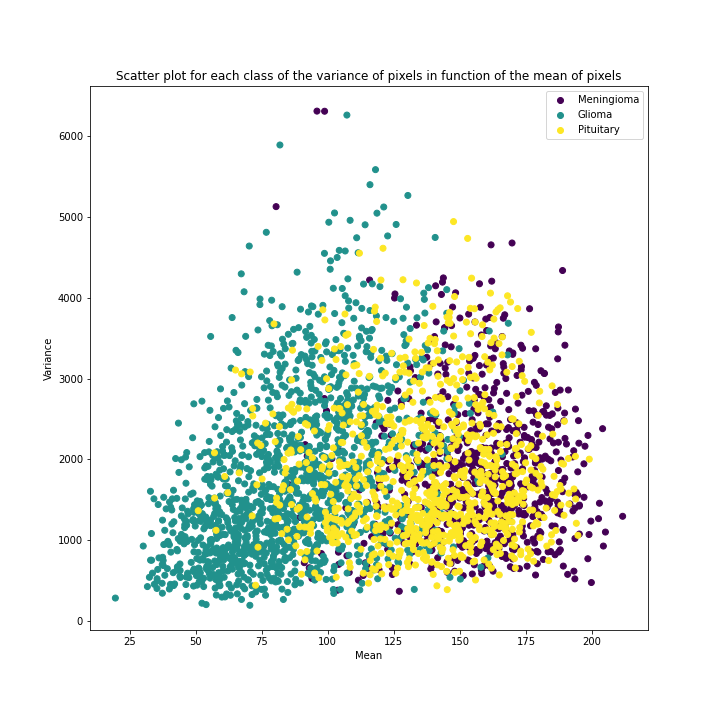 Scatter plot for each class of the variance of pixels in function of the mean of pixels
Meningioma
Glioma
Pituitary
6000
5000
4000
3000
2000
1000
0
Variance
25 50 75 100 125 150 175 200
Mean